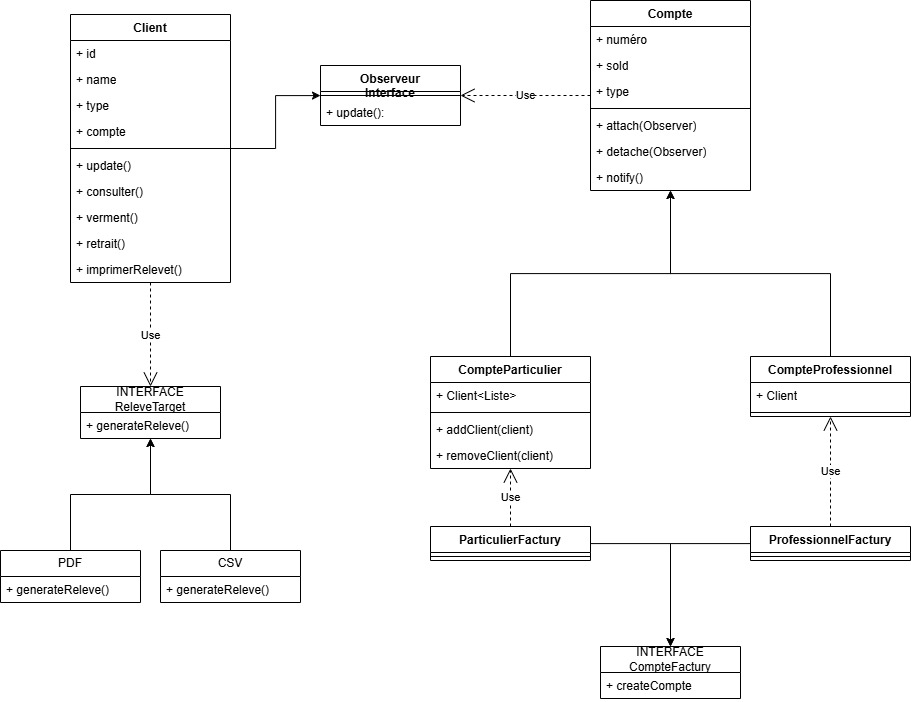 Client
+ id
+ name
+ type
+ compte
+ update()
+ consulter()
+ verment()
+ retrait()
+ imprimerRelevet()
Observeur
Interface
+ update():
Use
Compte
+ numéro
+ sold
+ type
+ attach(Observer)
+ detache(Observer)
+ notify()
Use
INTERFACE
ReleveTarget
+ generateReleve()
PDF
+ generateReleve()
CSV
+ generateReleve()
CompteParticulier
+ Client<Liste>
+ addClient(client)
+ removeClient(client)
CompteProfessionnel
+ Client
Use
Use
ParticulierFactury
ProfessionnelFactury
INTERFACE
CompteFactury
+ createCompte